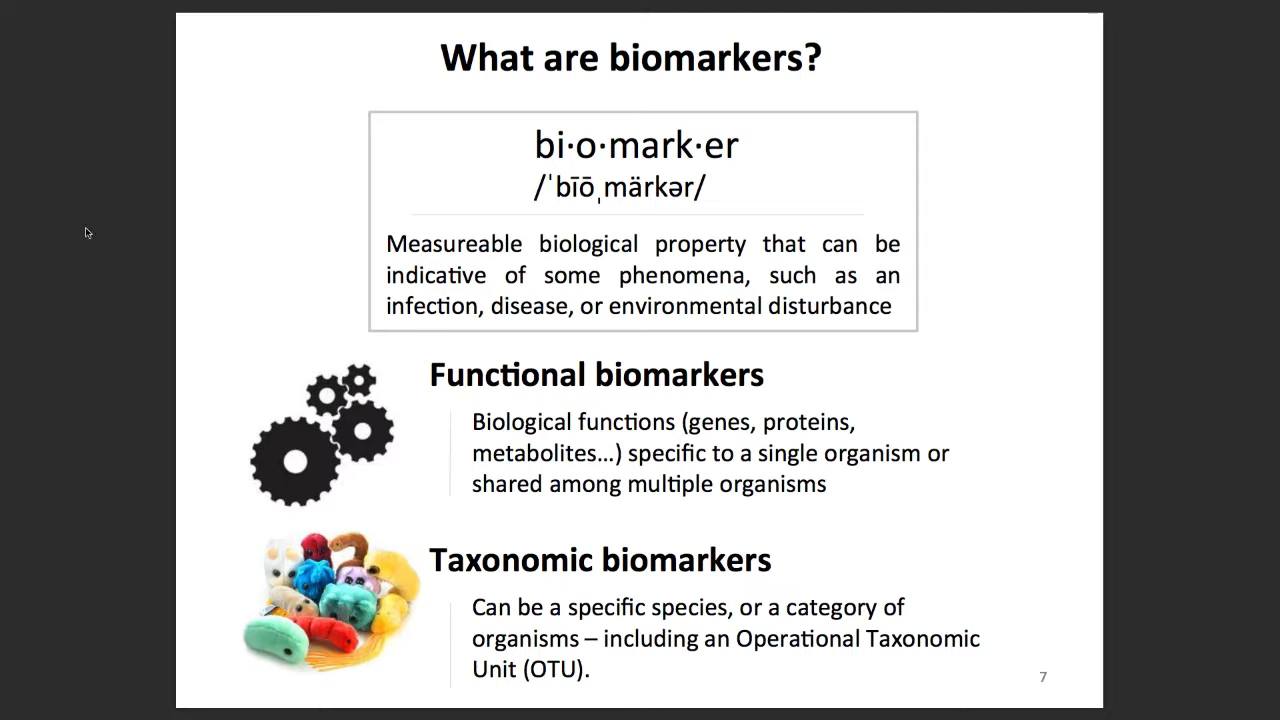 What are biomarkers?
bi·o·mark·er
/ˈbīōˌmärkər/
Measureable biological property that can be
indicative of some phenomena, such as an
infection, disease, or environmental disturbance
Functional biomarkers
Biological functions (genes, proteins,
metabolites...) specific to a single organism or
shared among multiple organisms
Taxonomic biomarkers
Can be a specific species, or a category of
organisms – including an Operational Taxonomic
Unit (OTU).
7